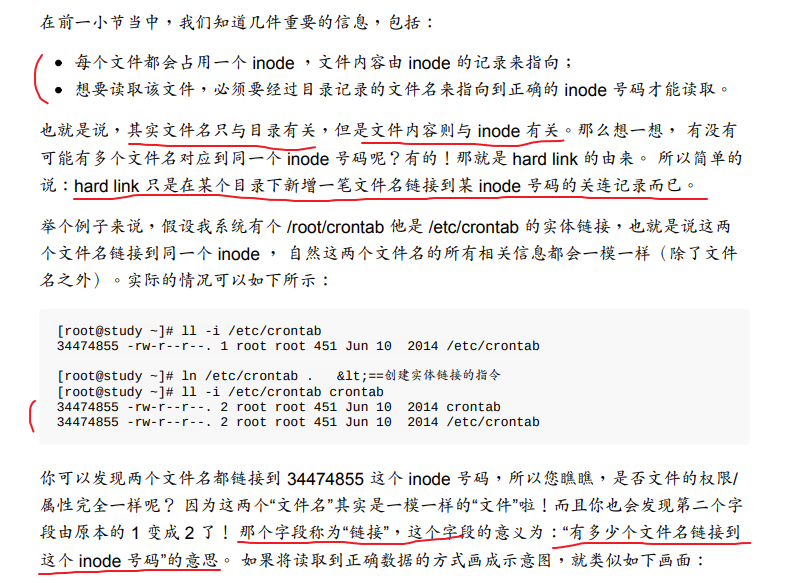 在前一小节当中，我们知道几件重要的信息，包括：
• 每个文件都会占用一个 inode ，文件内容由 inode 的记录来指向；
• 想要读取该文件，必须要经过目录记录的文件名来指向到正确的 inode 号码才能读取。
也就是说，其实文件名只与目录有关，但是文件内容则与 inode 有关。那么想一想， 有没有
可能有多个文件名对应到同一个 inode 号码呢？有的！那就是 hard link 的由来。 所以简单的
说：hard link 只是在某个目录下新增一笔文件名链接到某 inode 号码的关连记录而已。
举个例子来说，假设我系统有个 /root/crontab 他是 /etc/crontab 的实体链接，也就是说这两
个文件名链接到同一个 inode ， 自然这两个文件名的所有相关信息都会一模一样（除了文件
名之外）。实际的情况可以如下所示：
[root@study ~]# ll -i /etc/crontab
34474855 -rw-r--r--. 1 root root 451 Jun 10  2014 /etc/crontab
[root@study ~]# ln /etc/crontab .   &lt;==创建实体链接的指令
[root@study ~]# ll -i /etc/crontab crontab
34474855 -rw-r--r--. 2 root root 451 Jun 10  2014 crontab
34474855 -rw-r--r--. 2 root root 451 Jun 10  2014 /etc/crontab
你可以发现两个文件名都链接到 34474855 这个 inode 号码，所以您瞧瞧，是否文件的权限/
属性完全一样呢？ 因为这两个“文件名”其实是一模一样的“文件”啦！而且你也会发现第二个字
段由原本的 1 变成 2 了！ 那个字段称为“链接”，这个字段的意义为：“有多少个文件名链接到
这个 inode 号码”的意思。 如果将读取到正确数据的方式画成示意图，就类似如下画面：